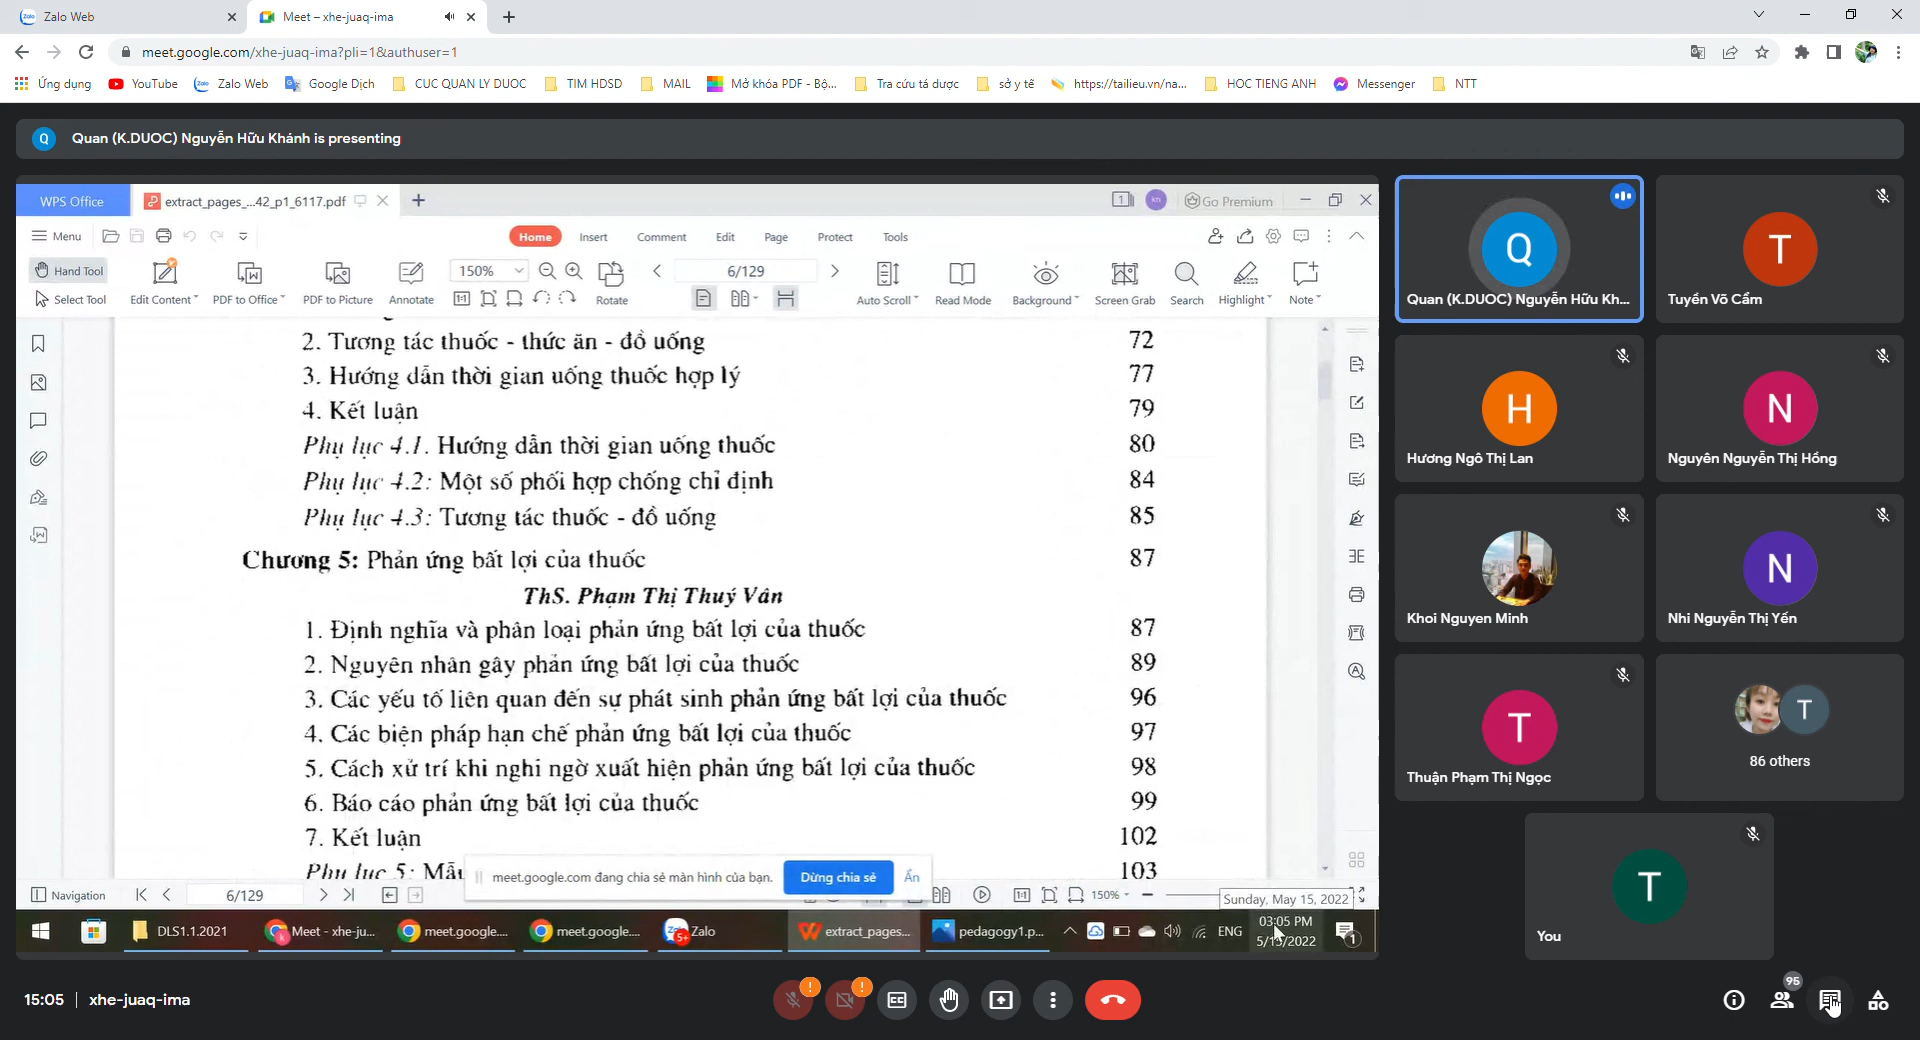 Zalo Web
Meet – xhe-juaq-ima
meet.google.com/xhe-juaq-ima?pli=1&authuser=1
Ứng dụng
YouTube
Zalo Web
Google Dịch
CUC QUAN LY DUOC
TIM HDSD
MAIL
Mở khóa PDF - Bộ...
Tra cứu tá dược
sở y tế
https://tailieu.vn/na...
HOC TIENG ANH
Messenger
NTT
Q
Quan (K.DUOC) Nguyễn Hữu Khánh is presenting
WPS Office
extract_pages_...42_p1_6117.pdf
1
kn
Go Premium
Menu
Home
Insert
Comment
Edit
Page
Protect
Tools
Hand Tool
Select Tool
Edit Content
PDF to Office
PDF to Picture
Annotate
150%
6/129
Rotate
Auto Scroll
Read Mode
Background
Screen Grab
Search
Highlight
Note
2. Tương tác thuốc - thức ăn - đồ uống 72
3. Hướng dẫn thời gian uống thuốc hợp lý 77
4. Kết luận 79
Phụ lục 4.1. Hướng dẫn thời gian uống thuốc 80
Phụ lục 4.2: Một số phối hợp chống chỉ định 84
Phụ lục 4.3: Tương tác thuốc - đồ uống 85
Chương 5: Phản ứng bất lợi của thuốc 87
ThS. Phạm Thị Thuý Vân
1. Định nghĩa và phân loại phản ứng bất lợi của thuốc 87
2. Nguyên nhân gây phản ứng bất lợi của thuốc 89
3. Các yếu tố liên quan đến sự phát sinh phản ứng bất lợi của thuốc 96
4. Các biện pháp hạn chế phản ứng bất lợi của thuốc 97
5. Cách xử trí khi nghi ngờ xuất hiện phản ứng bất lợi của thuốc 98
6. Báo cáo phản ứng bất lợi của thuốc 99
7. Kết luận 102
Phụ lục 5: Mẫu 103
meet.google.com đang chia sẻ màn hình của bạn.
Dừng chia sẻ
Ẩn
Navigation
6/129
150%
Sunday, May 15, 2022
DLS1.1.2021
Meet - xhe-ju...
meet.google....
meet.google....
5+
Zalo
extract_pages...
pedagogy1.p...
ENG
03:05 PM
5/15/2022
1
Q
Quan (K.DUOC) Nguyễn Hữu Kh...
T
Tuyền Võ Cẩm
H
Hương Ngô Thị Lan
N
Nguyên Nguyễn Thị Hồng
Khoi Nguyen Minh
N
Nhi Nguyễn Thị Yến
T
Thuận Phạm Thị Ngọc
T
86 others
T
You
15:05
xhe-juaq-ima
95